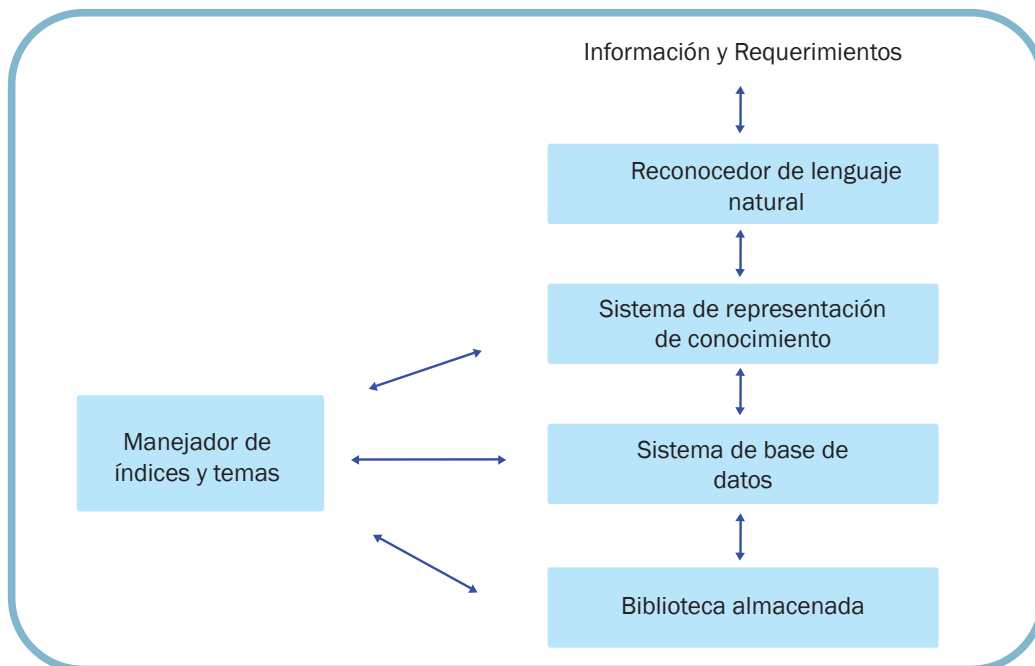 Información y Requerimientos
Reconocedor de lenguaje
natural
Sistema de representación
de conocimiento
Manejador de
índices y temas
Sistema de base de
datos
Biblioteca almacenada